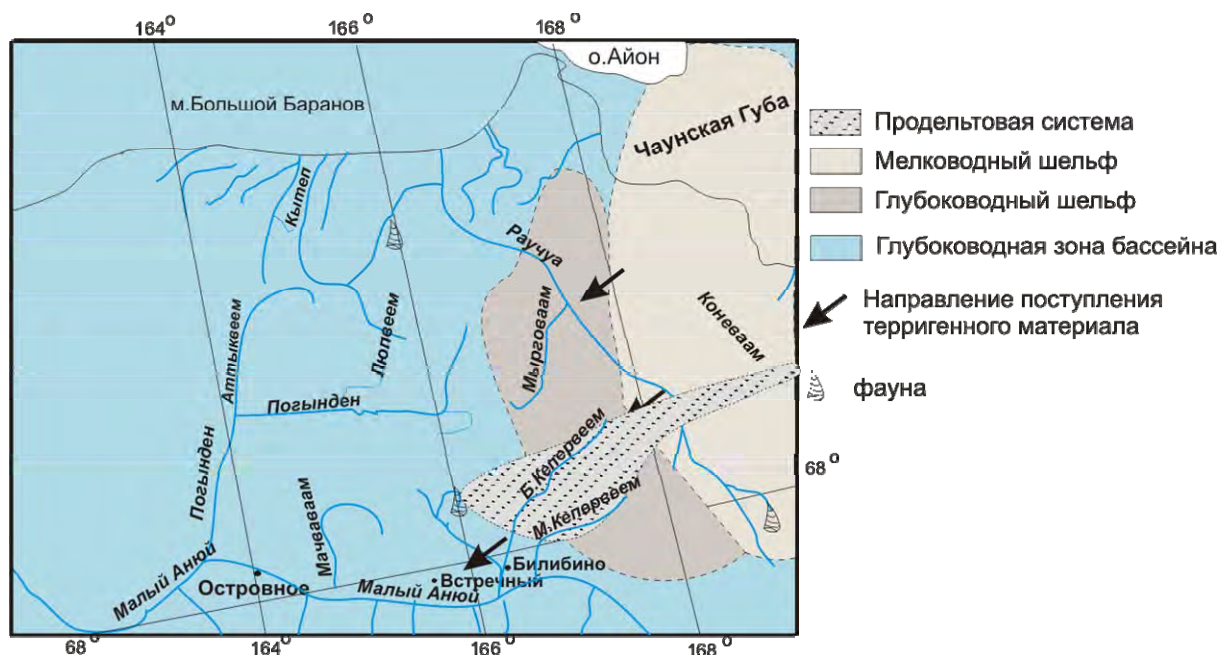 164°
166°
168°
о.Айон
м.Большой Баранов
Чаунская Губа
Кытеп
Раучуа
Аттыквеем
Люпвеем
Мырговаам
Коневаам
Погынден
Погынден
Б.Кепервеем
М.Кепервеем
68°
Мачваваам
Билибино
Малый Анюй
Островное
Малый Анюй
Встречный
68°
164°
166°
168°
Продельтовая система
Мелководный шельф
Глубоководный шельф
Глубоководная зона бассейна
Направление поступления
терригенного материала
фауна